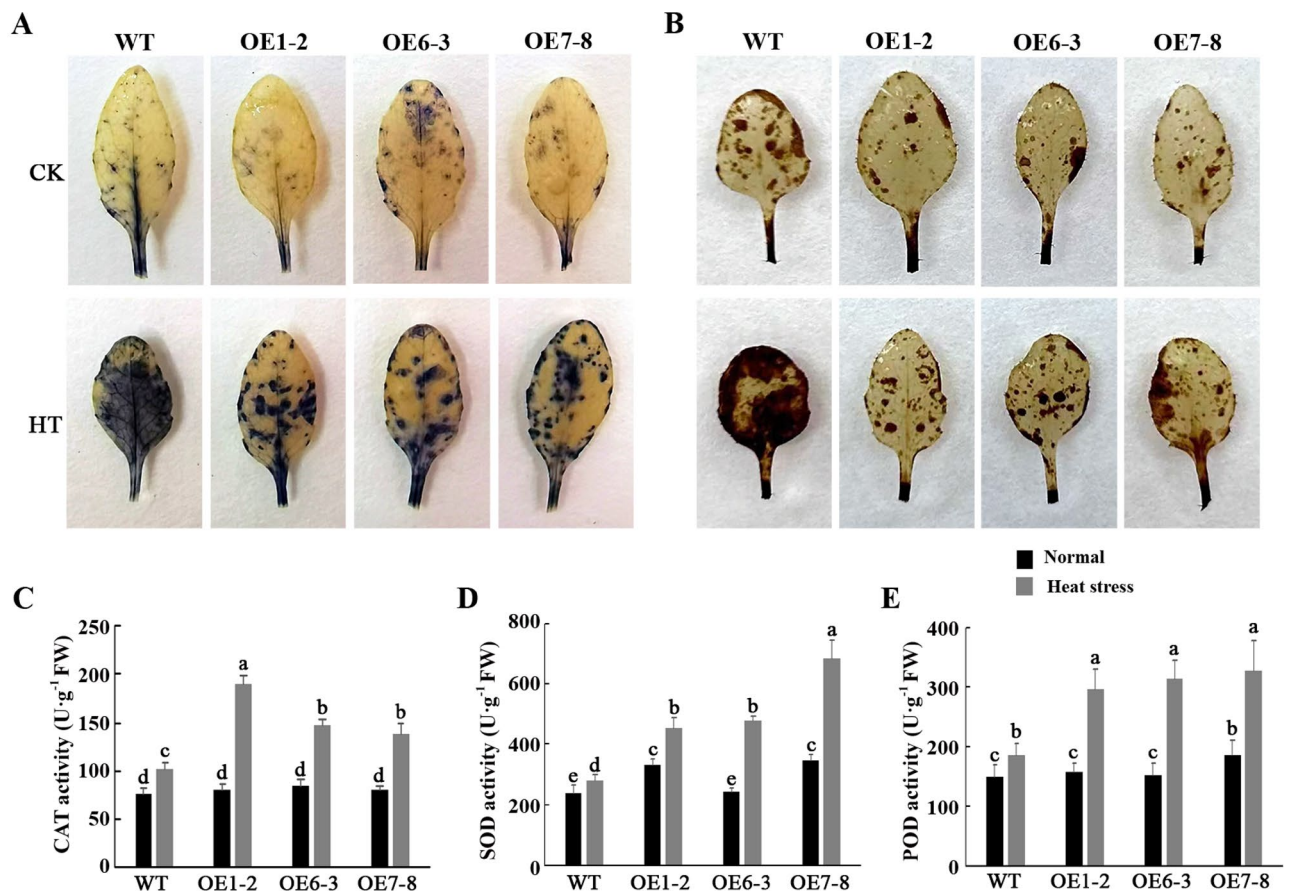 A
WT OE1-2 OE6-3 OE7-8
CK
HT
B
WT OE1-2 OE6-3 OE7-8
Normal
Heat stress
C
CAT activity (U·g⁻¹ FW)
250
200
150
100
50
0
d c d a d b d b
WT OE1-2 OE6-3 OE7-8
D
SOD activity (U·g⁻¹ FW)
800
600
400
200
0
e d c b e b c a
WT OE1-2 OE6-3 OE7-8
E
POD activity (U·g⁻¹ FW)
400
300
200
100
0
c b c a c a b a
WT OE1-2 OE6-3 OE7-8